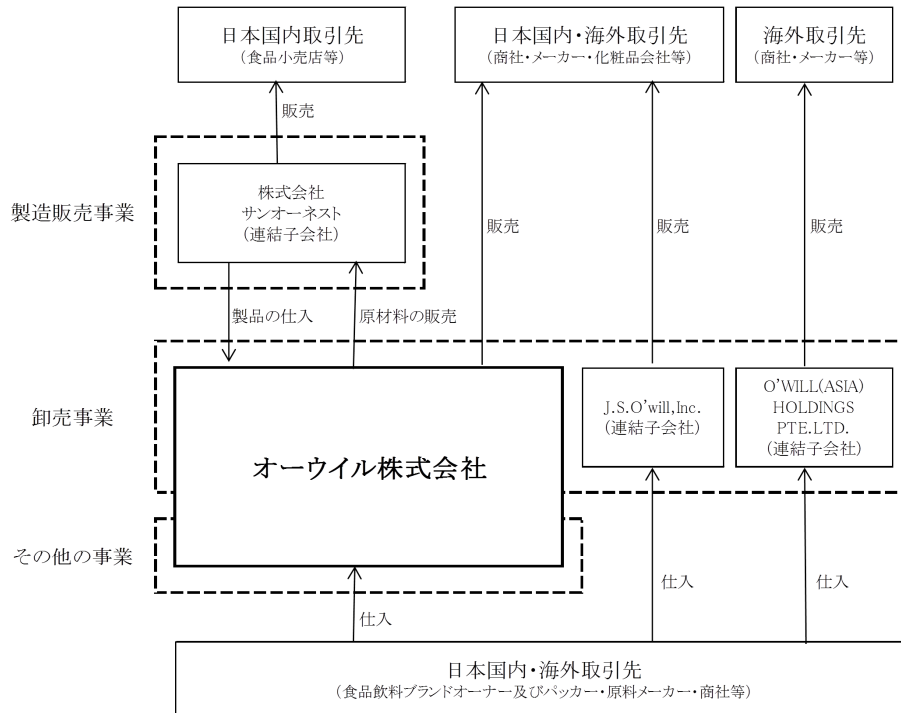 日本国内取引先
(食品小売店等)
日本国内・海外取引先
(商社・メーカー・化粧品会社等)
海外取引先
(商社・メーカー等)
販売
製造販売事業
株式会社
サンオーネスト
(連結子会社)
販売
販売
販売
製品の仕入
原材料の販売
卸売事業
オーウイル株式会社
J.S.O'will,Inc.
(連結子会社)
O'WILL(ASIA)
HOLDINGS
PTE.LTD.
(連結子会社)
その他の事業
仕入
仕入
仕入
日本国内・海外取引先
(食品飲料ブランドオーナー及びパッカー・原料メーカー・商社等)